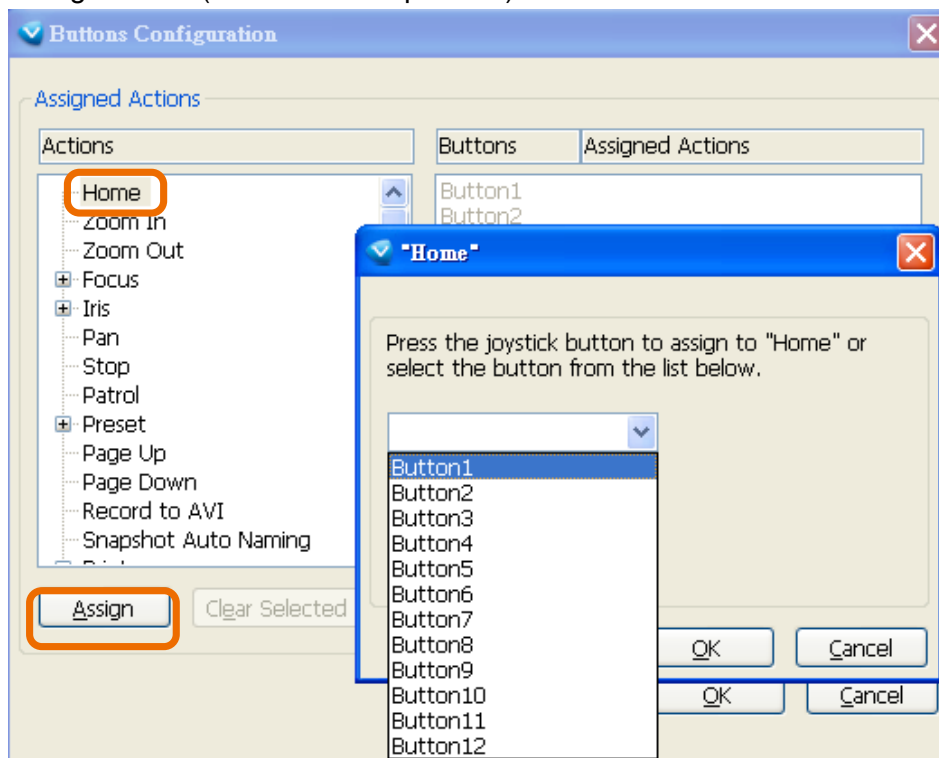 Buttons Configuration
Assigned Actions
Actions
Buttons
Assigned Actions
Home
Zoom In
Zoom Out
Focus
Iris
Pan
Stop
Patrol
Preset
Page Up
Page Down
Record to AVI
Snapshot Auto Naming
Button1
Button2
Assign
Clear Selected
"Home"
Press the joystick button to assign to "Home" or
select the button from the list below.
Button1
Button2
Button3
Button4
Button5
Button6
Button7
Button8
Button9
Button10
Button11
Button12
OK
Cancel
OK
Cancel